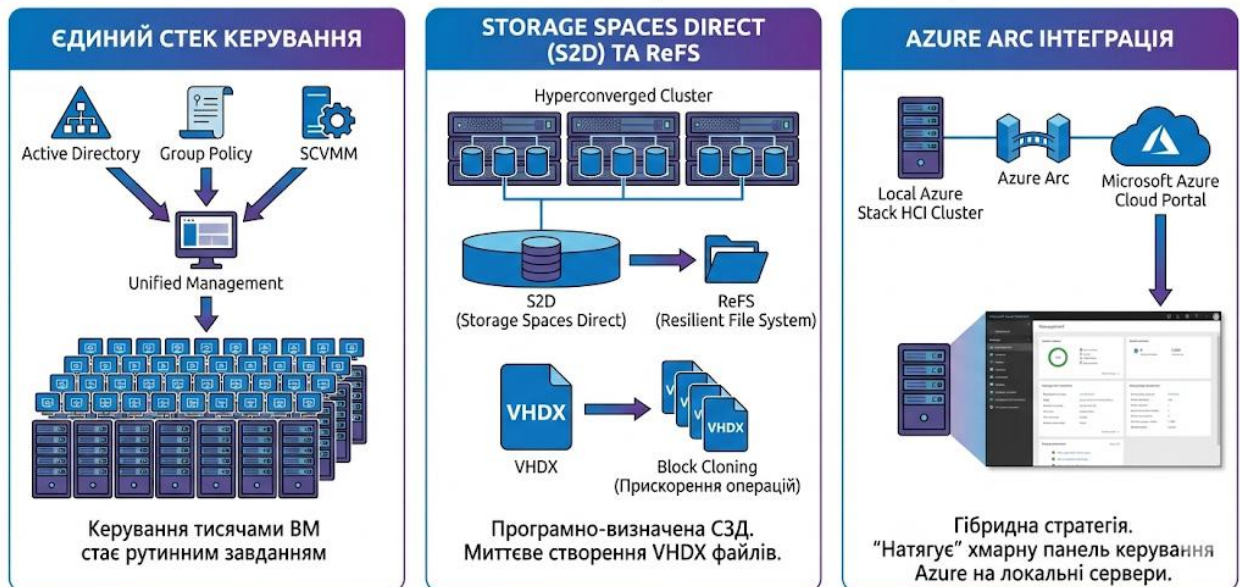 ЄДИНИЙ СТЕК КЕРУВАННЯ
Active Directory
Group Policy
SCVMM
Unified Management
Керування тисячами ВМ
стає рутинним завданням
STORAGE SPACES DIRECT
(S2D) ТА ReFS
Hyperconverged Cluster
S2D
(Storage Spaces Direct)
ReFS
(Resilient File System)
VHDX
VHDX
VHDX
Block Cloning
(Прискорення операцій)
Програмно-визначена СЗД.
Миттєве створення VHDX файлів.
AZURE ARC ІНТЕГРАЦІЯ
Local Azure
Stack HCI Cluster
Azure Arc
Microsoft Azure
Cloud Portal
Management
Гібридна стратегія.
"Натягує" хмарну панель керування
Azure на локальні сервери.